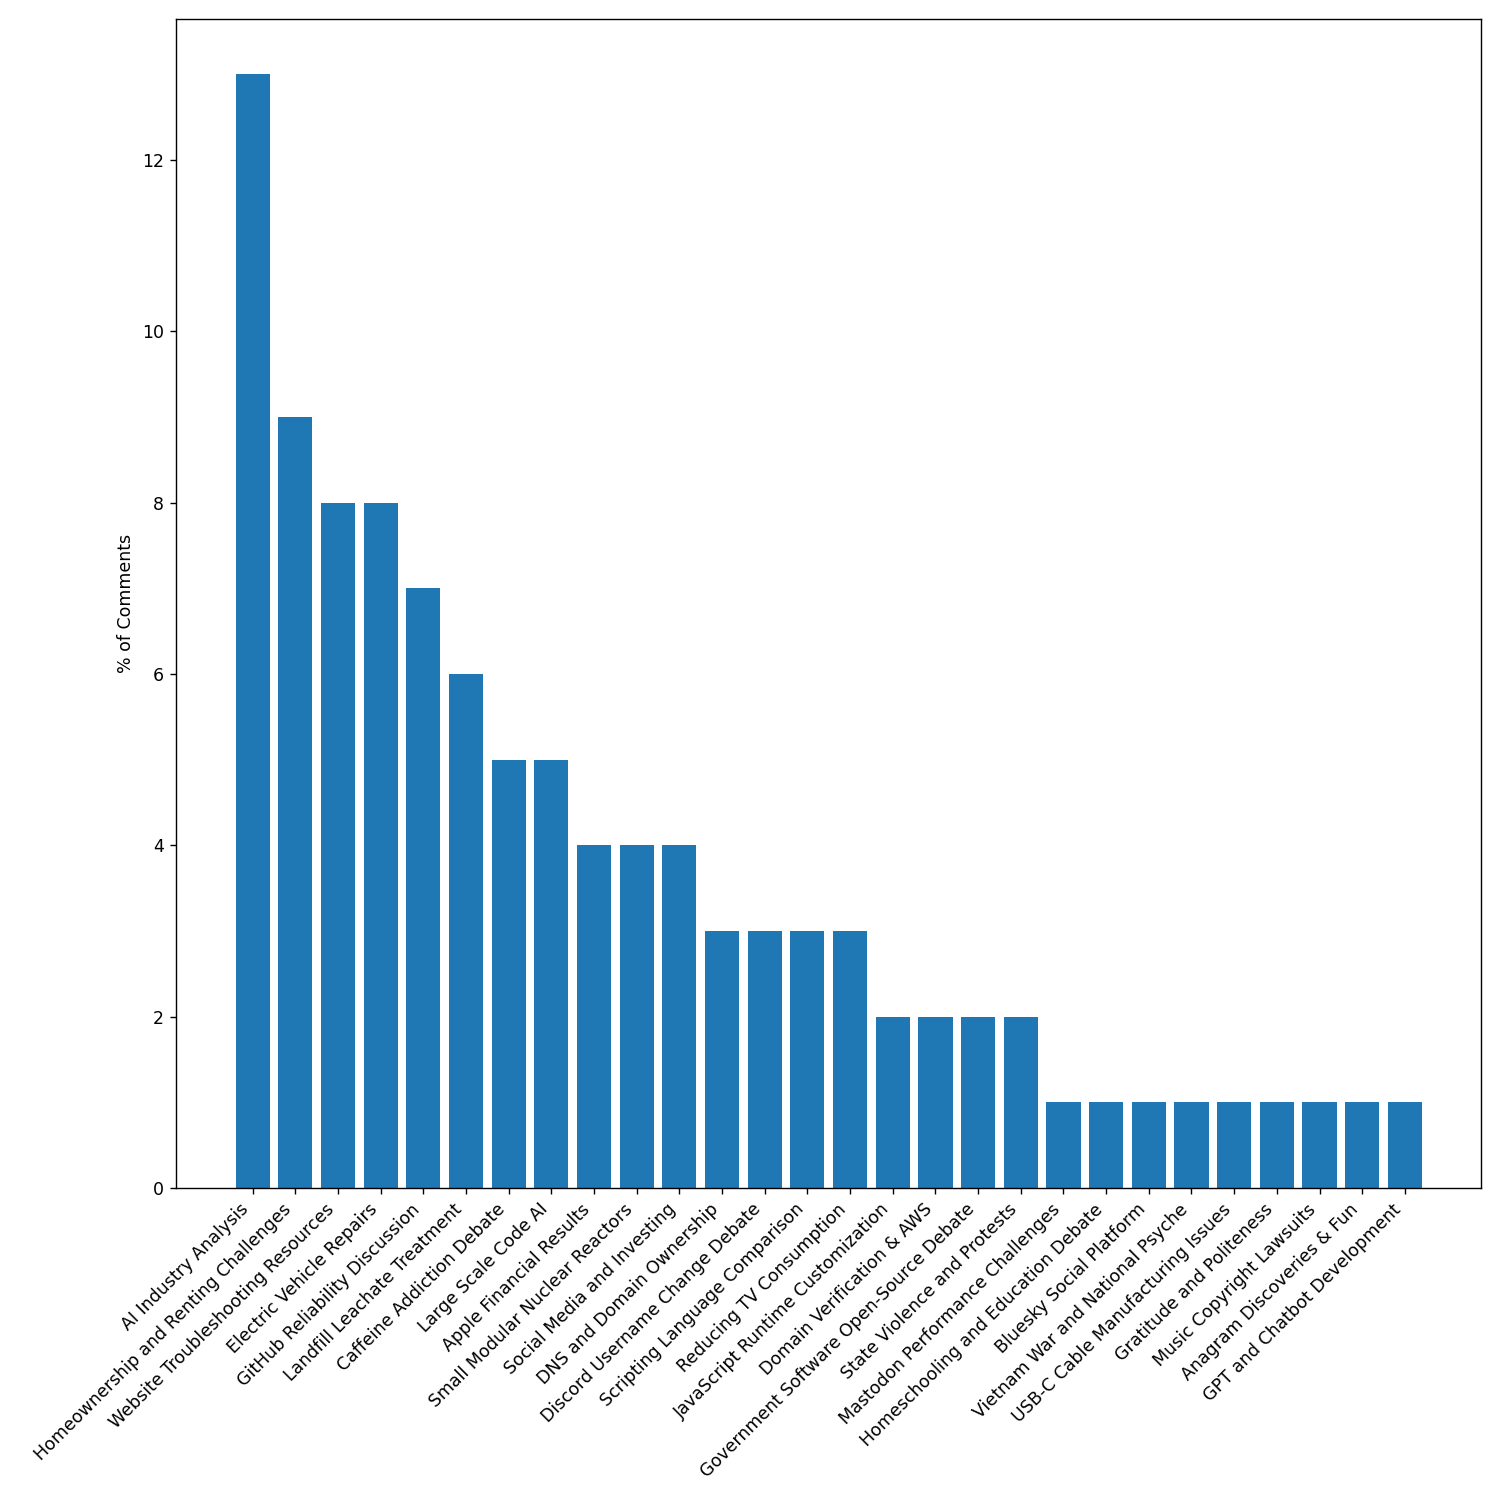 % of Comments
12
10
8
6
4
2
0
AI Industry Analysis
Homeownership and Renting Challenges
Website Troubleshooting Resources
Electric Vehicle Repairs
GitHub Reliability Discussion
Landfill Leachate Treatment
Caffeine Addiction Debate
Large Scale Code AI
Apple Financial Results
Small Modular Nuclear Reactors
Social Media and Investing
DNS and Domain Ownership
Discord Username Change Debate
Scripting Language Comparison
Reducing TV Consumption
JavaScript Runtime Customization
Domain Verification & AWS
Government Software Open-Source Debate
State Violence and Protests
Mastodon Performance Challenges
Homeschooling and Education Debate
Bluesky Social Platform
Vietnam War and National Psyche
USB-C Cable Manufacturing Issues
Gratitude and Politeness
Music Copyright Lawsuits
Anagram Discoveries & Fun
GPT and Chatbot Development